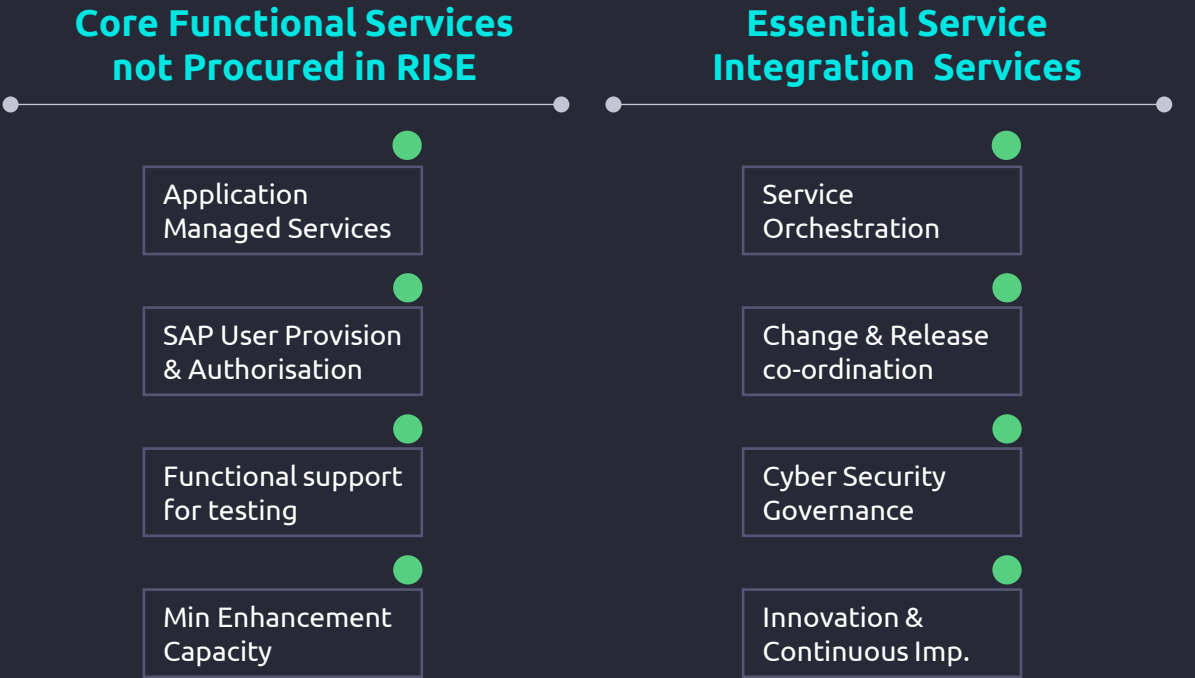 Core Functional Services
not Procured in RISE
Application
Managed Services
SAP User Provision
& Authorisation
Functional support
for testing
Min Enhancement
Capacity
Essential Service
Integration Services
Service
Orchestration
Change & Release
co-ordination
Cyber Security
Governance
Innovation &
Continuous Imp.